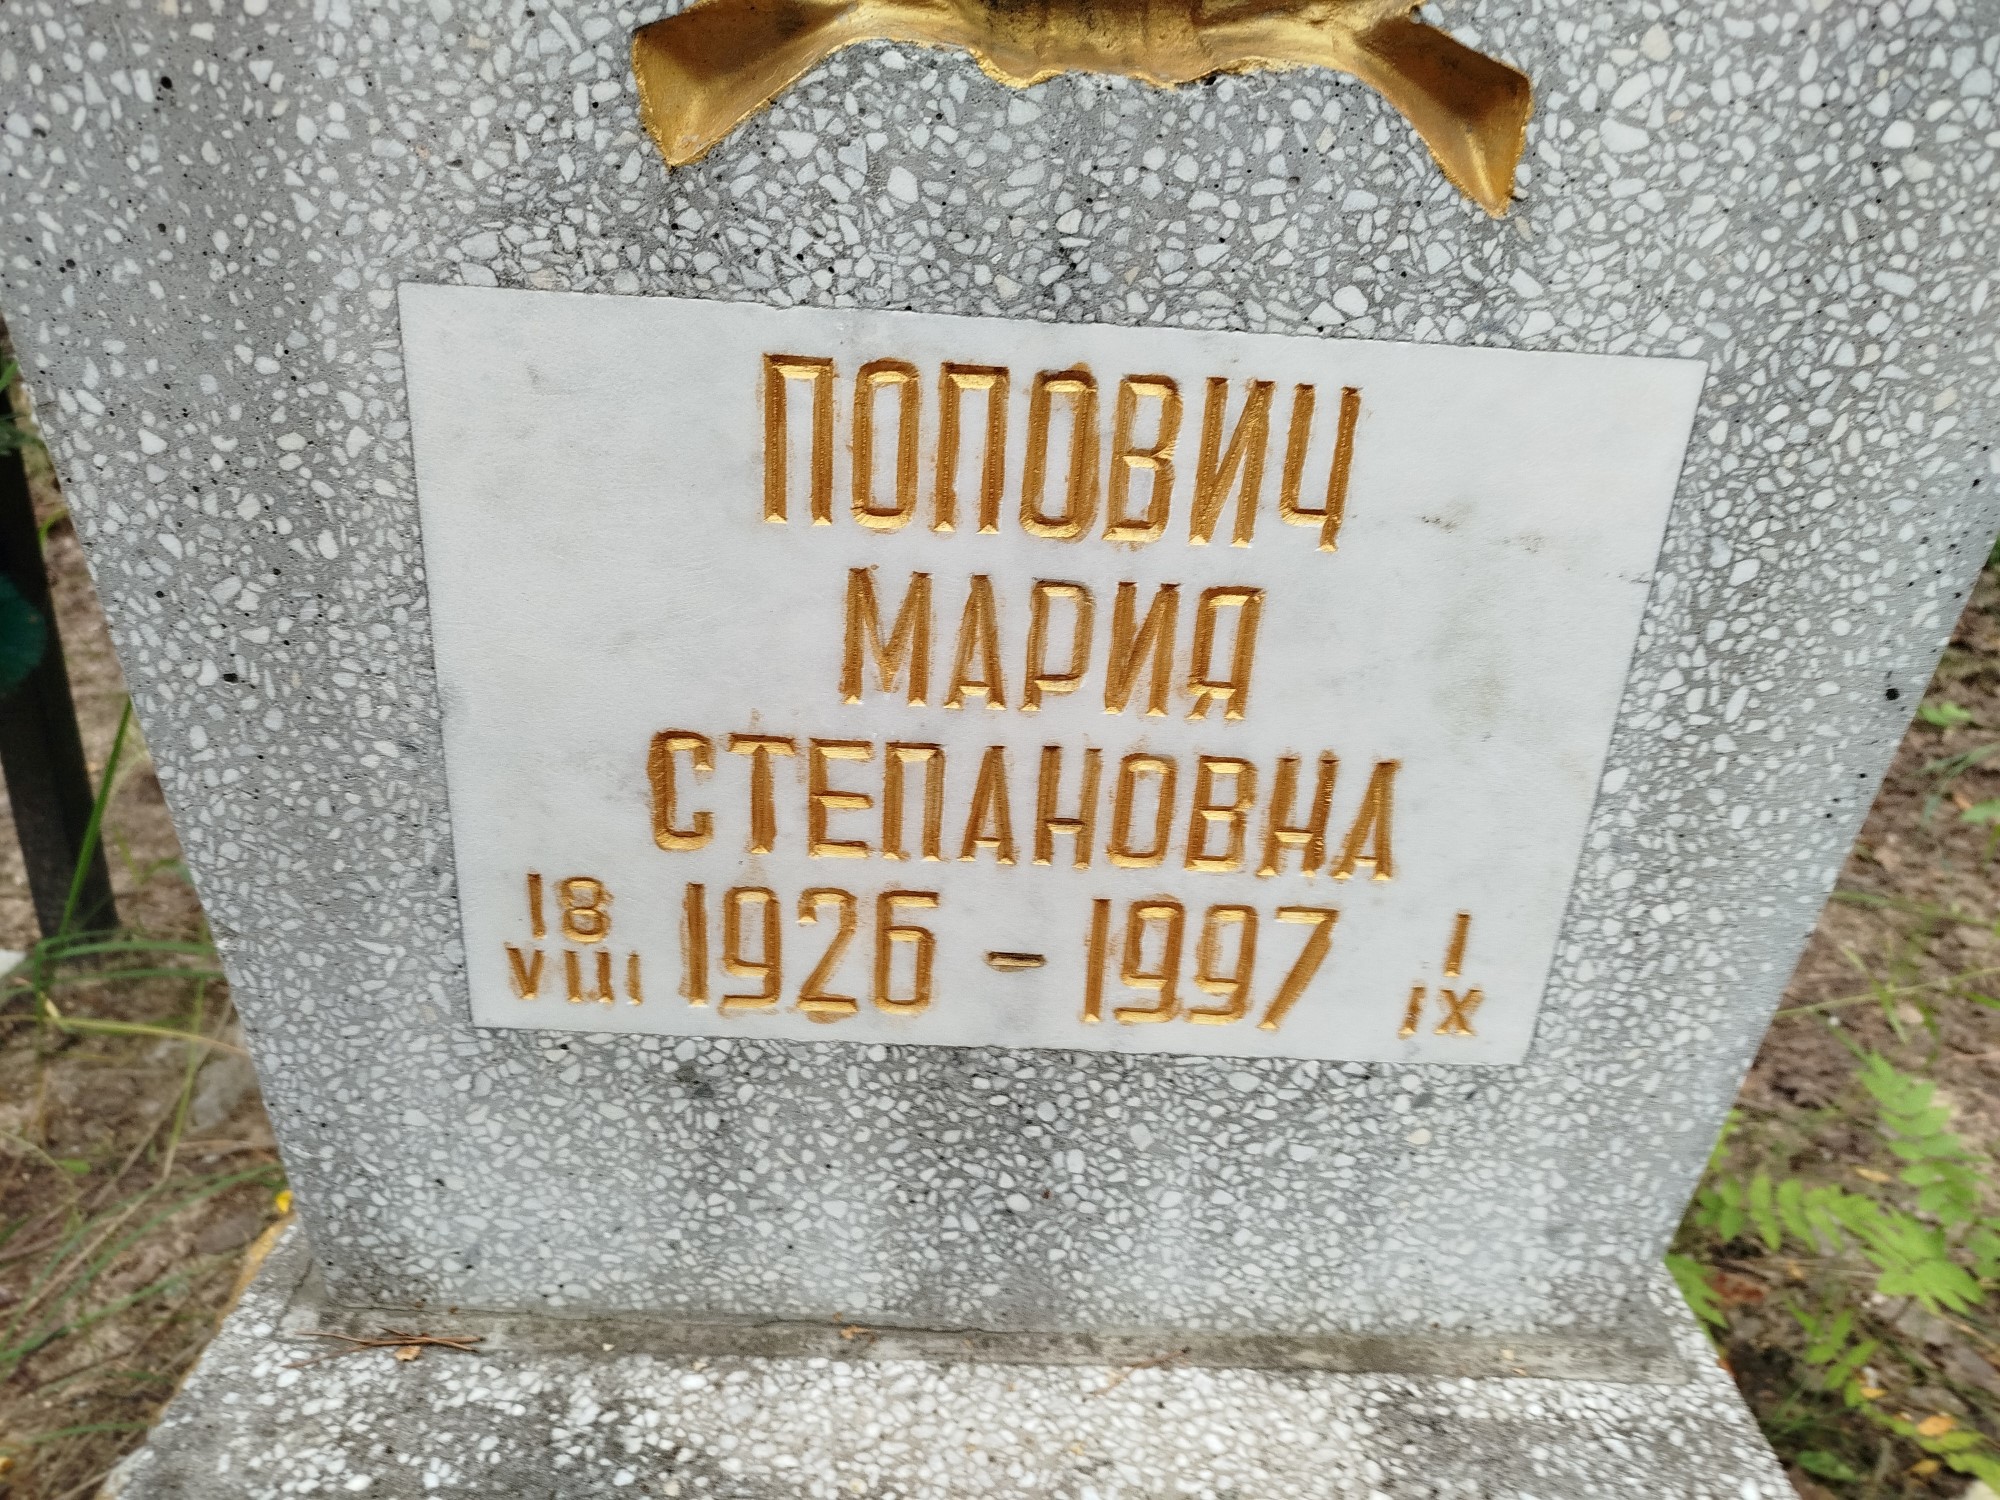 ПОПОВИЧ
МАРИЯ
СТЕПАНОВНА
18 VIII 1926 - 1997 1 IX